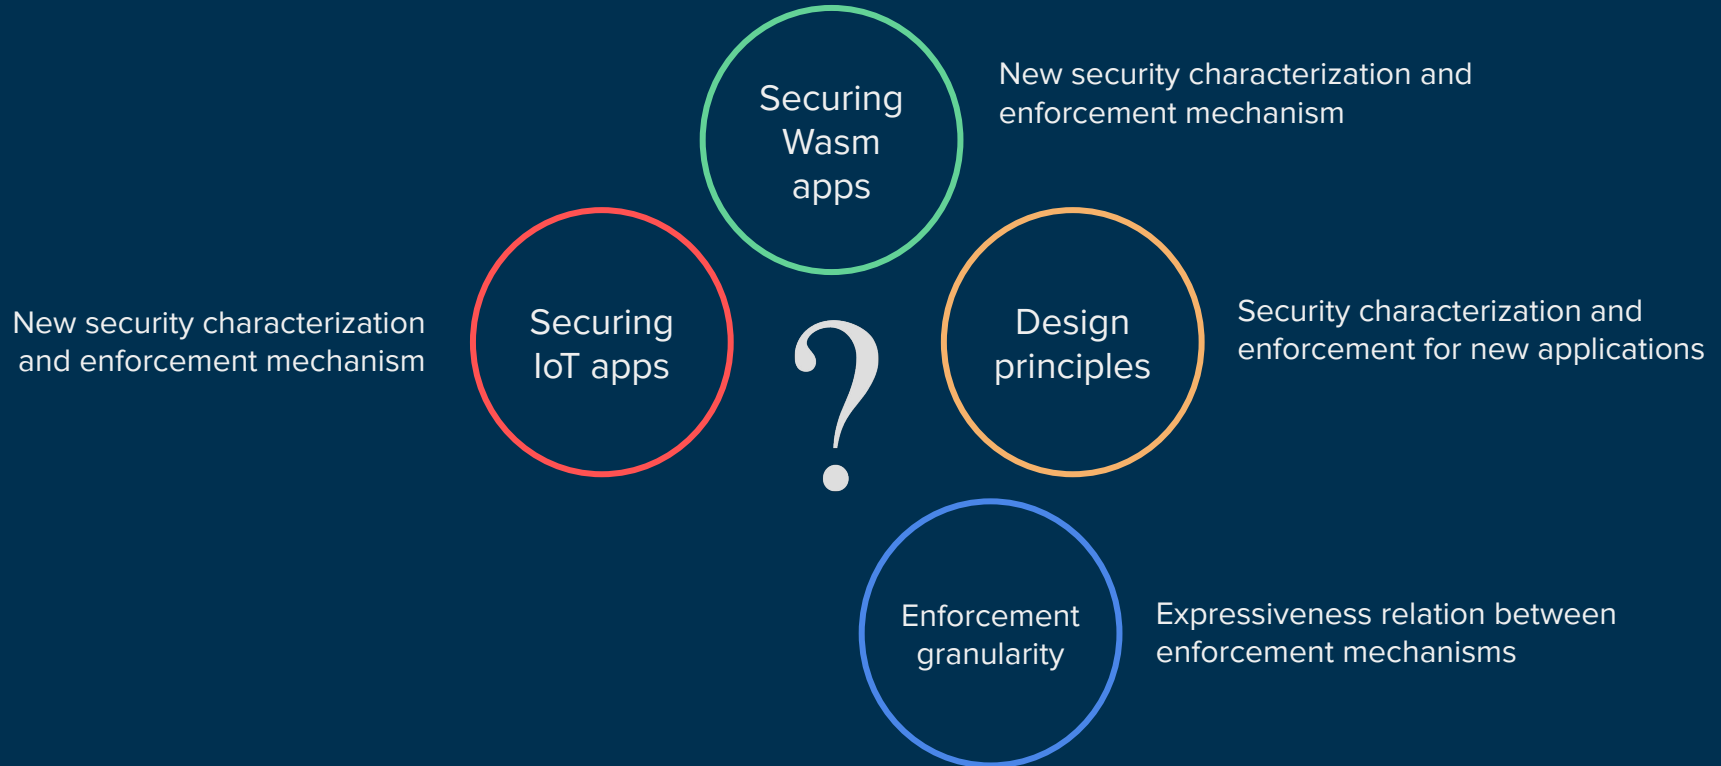 Securing
Wasm
apps
New security characterization and
enforcement mechanism
New security characterization
and enforcement mechanism
Securing
IoT apps
?
Design
principles
Security characterization and
enforcement for new applications
Enforcement
granularity
Expressiveness relation between
enforcement mechanisms